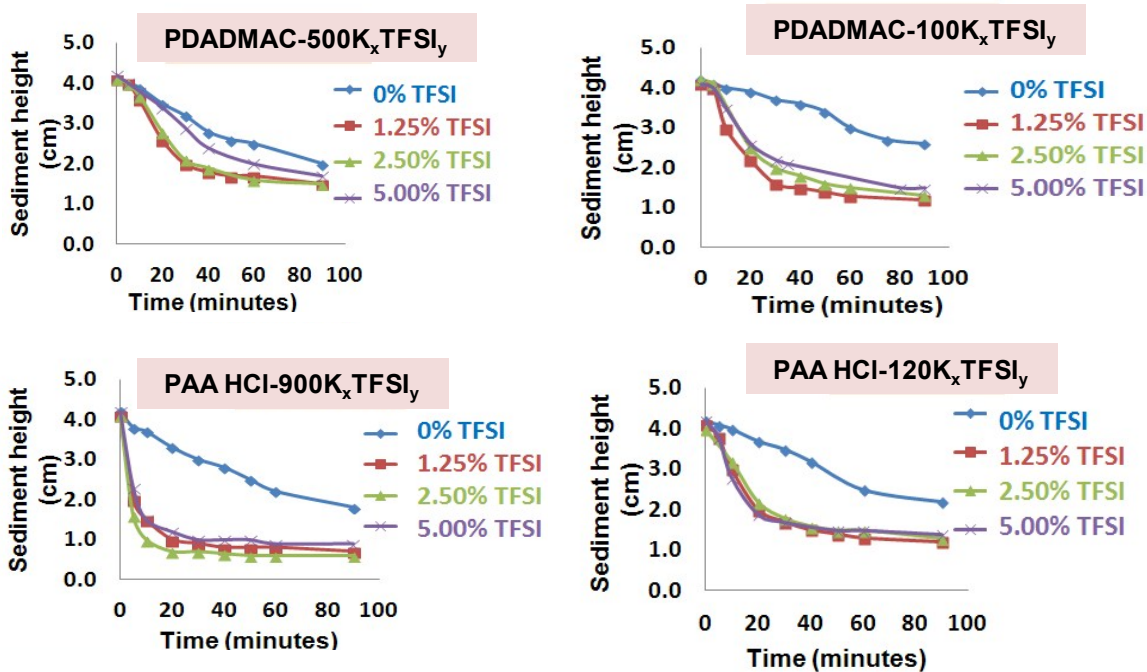 PDADMAC-500KxTFSIy
5.0
4.0
3.0
2.0
1.0
0.0
Sediment height
(cm)
0% TFSI
1.25% TFSI
2.50% TFSI
5.00% TFSI
0 20 40 60 80 100
Time (minutes)
PDADMAC-100KxTFSIy
5.0
4.0
3.0
2.0
1.0
0.0
Sediment height
(cm)
0% TFSI
1.25% TFSI
2.50% TFSI
5.00% TFSI
0 20 40 60 80 100
Time (minutes)
PAA HCl-900KxTFSIy
5.0
4.0
3.0
2.0
1.0
0.0
Sediment height
(cm)
0% TFSI
1.25% TFSI
2.50% TFSI
5.00% TFSI
0 20 40 60 80 100
Time (minutes)
PAA HCl-120KxTFSIy
5.0
4.0
3.0
2.0
1.0
0.0
Sediment height
(cm)
0% TFSI
1.25% TFSI
2.50% TFSI
5.00% TFSI
0 20 40 60 80 100
Time (minutes)